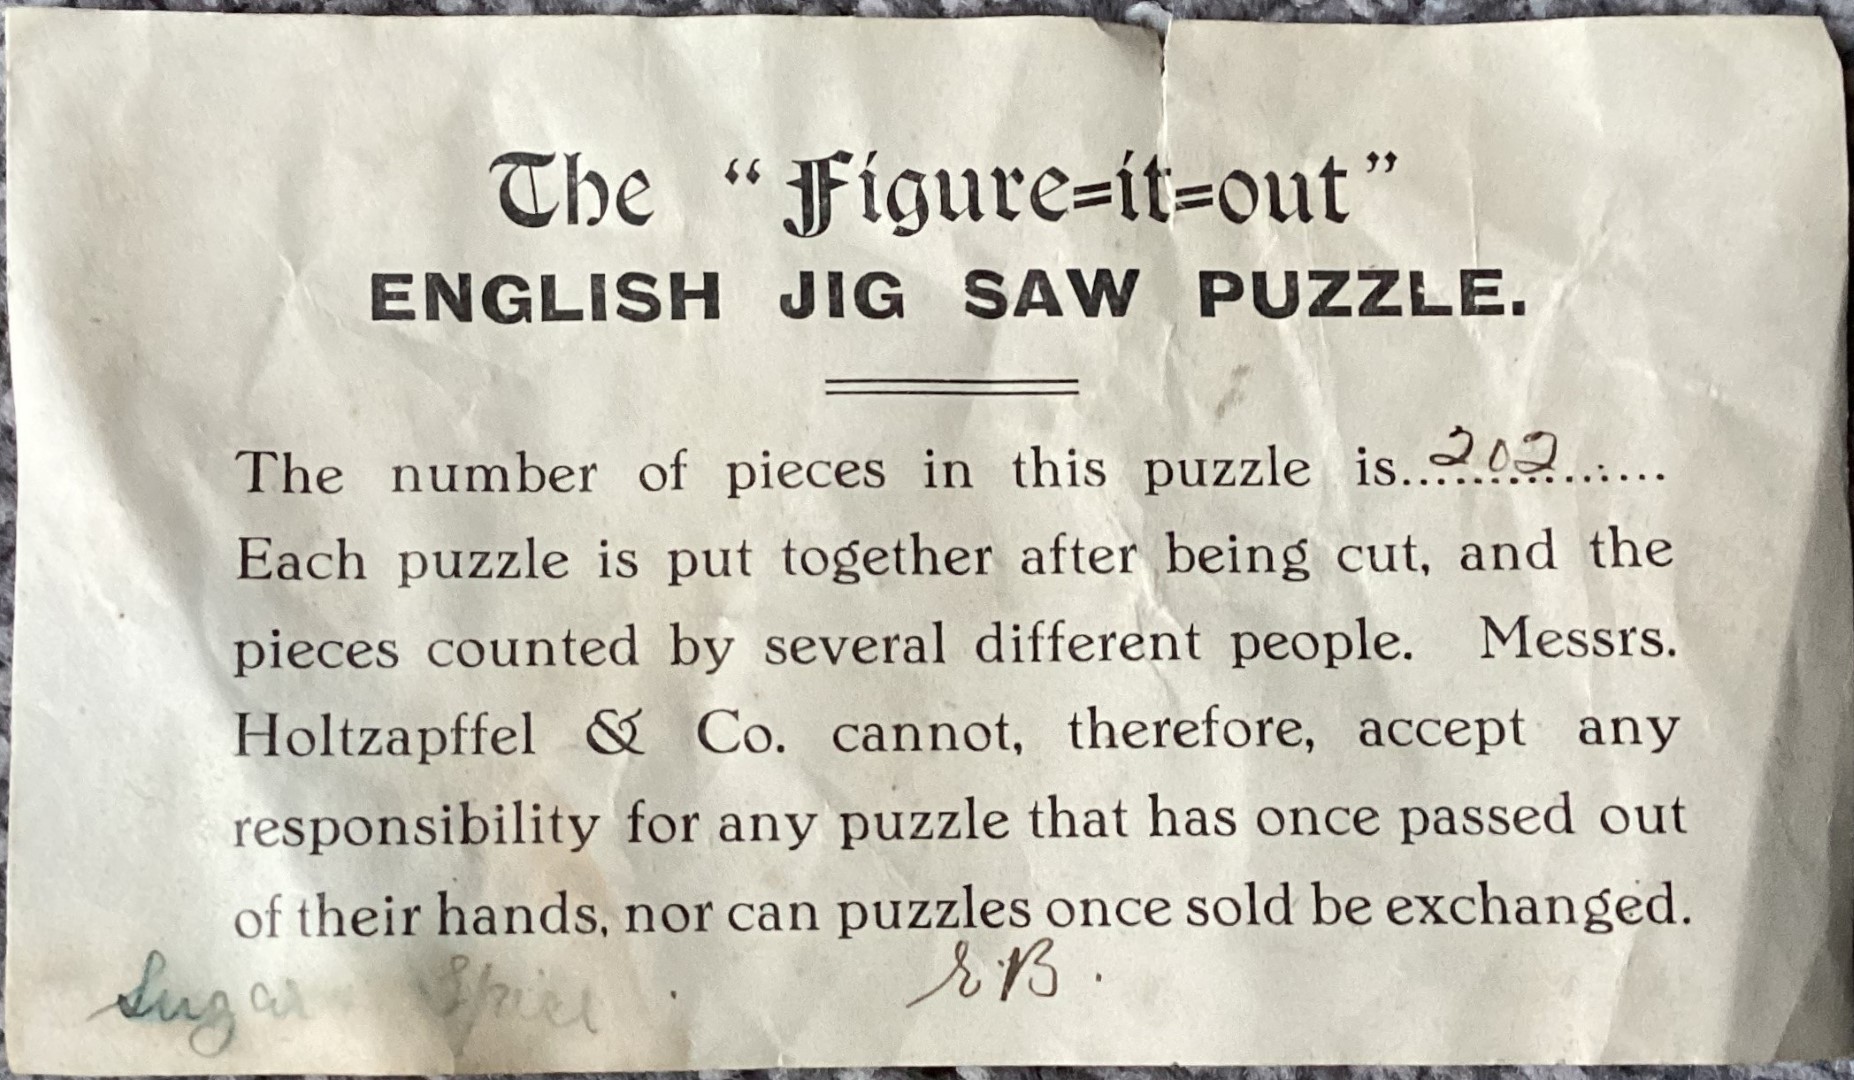 The "Figure=it=out"
ENGLISH JIG SAW PUZZLE.
The number of pieces in this puzzle is...202......
Each puzzle is put together after being cut, and the
pieces counted by several different people. Messrs.
Holtzapffel & Co. cannot, therefore, accept any
responsibility for any puzzle that has once passed out
of their hands, nor can puzzles once sold be exchanged.
Sugar Spice E.B.